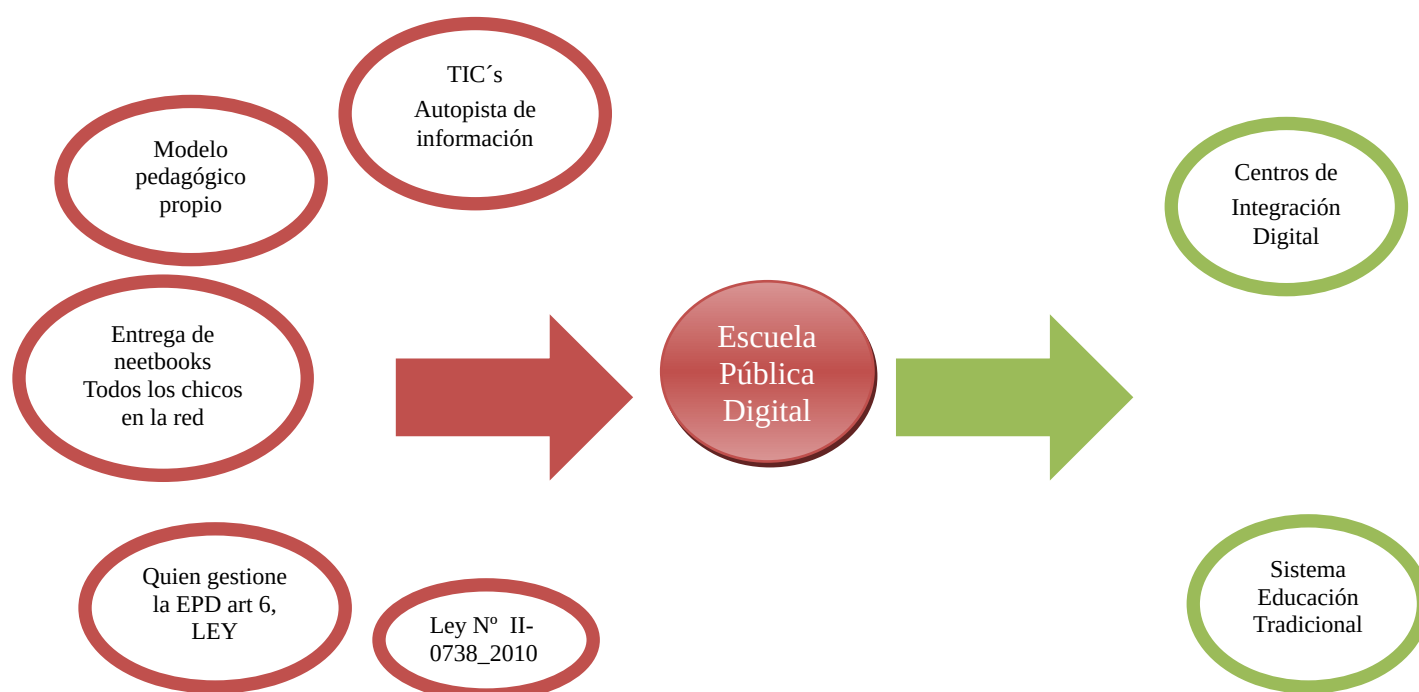 TIC´s
Autopista de
información
Modelo
pedagógico
propio
Entrega de
neetbooks
Todos los chicos
en la red
Quien gestione
la EPD art 6,
LEY
Ley Nº  II-
0738_2010
Escuela
Pública
Digital
Centros de
Integración
Digital
Sistema
Educación
Tradicional